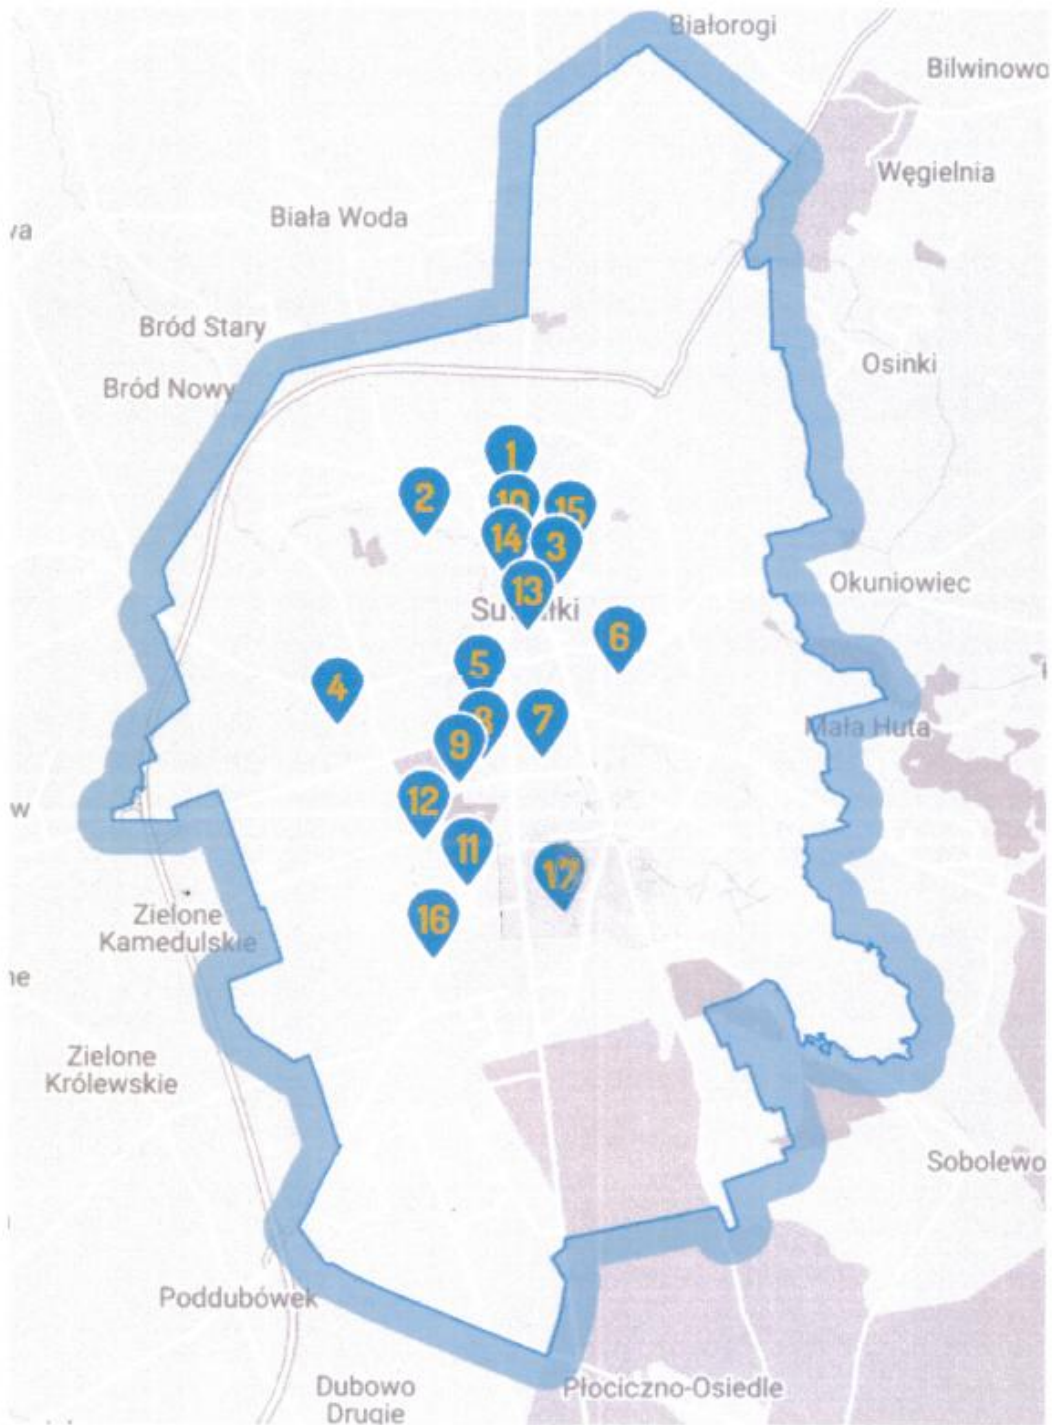 Białorogi
Bilwinowo
Węgielnia
Biała Woda
Bród Stary
Osinki
Bród Nowy
1
2
10
15
14
3
Okuniowiec
13
6
5
4
7
8
Mała Huta
9
12
w
11
17
Zielone
Kamedulskie
16
ne
Zielone
Królewskie
Sobolewo
Poddubówek
Dubowo
Drugie
Płociczno-Osiedle